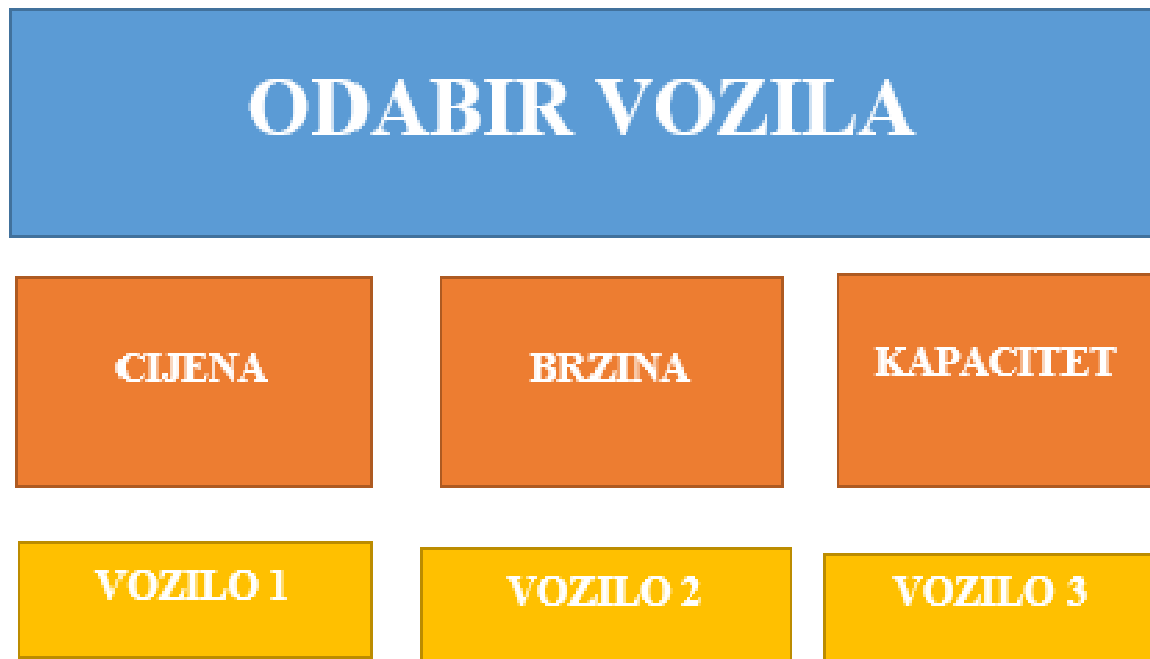 ODABIR VOZILA
CIJENA
BRZINA
KAPACITET
VOZILO 1
VOZILO 2
VOZILO 3